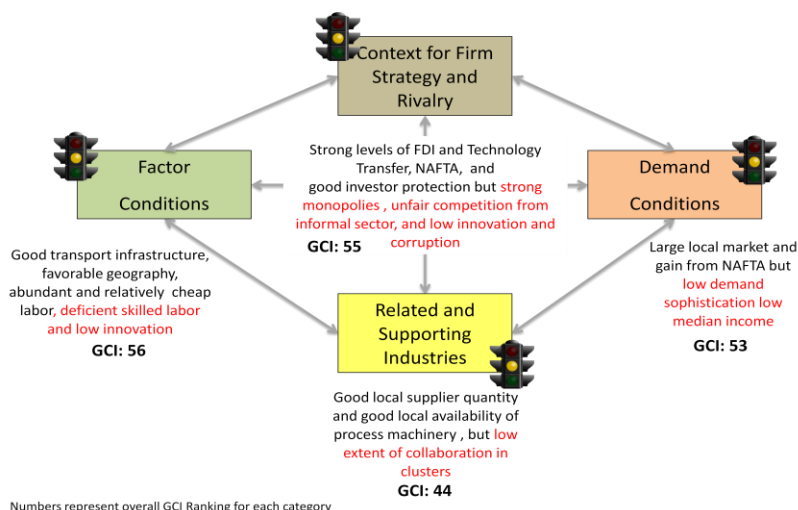 Context for Firm
Strategy and
Rivalry
Strong levels of FDI and Technology
Transfer, NAFTA, and
good investor protection but strong
monopolies , unfair competition from
informal sector, and low innovation and
corruption
GCI: 55
Factor
Conditions
Good transport infrastructure,
favorable geography,
abundant and relatively cheap
labor, deficient skilled labor
and low innovation
GCI: 56
Demand
Conditions
Large local market and
gain from NAFTA but
low demand
sophistication low
median income
GCI: 53
Related and
Supporting
Industries
Good local supplier quantity
and good local availability of
process machinery , but low
extent of collaboration in
clusters
GCI: 44
Numbers represent overall GCI Ranking for each category